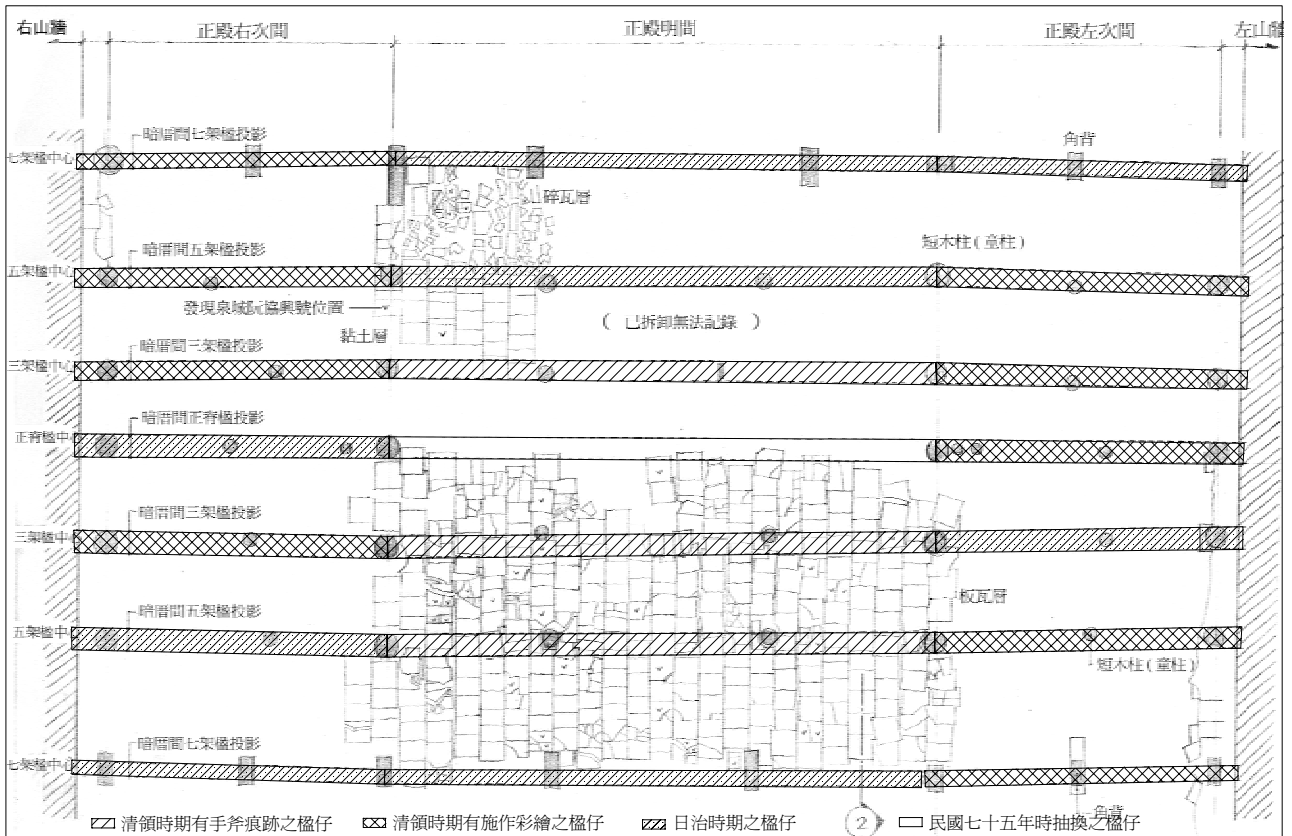 右山牆 正殿右次間 正殿明間 正殿左次間 左山牆
暗厝間七架楹投影
七架楹中心
角背
碎瓦層
短木柱(童柱)
暗厝間五架楹投影
五架楹中心
發現泉城阮協興號位置
( 已拆卸無法記錄 )
黏土層
暗厝間三架楹投影
三架楹中心
暗厝間正脊楹投影
正脊楹中
暗厝間三架楹投影
三架楹中
板瓦層
暗厝間五架楹投影
五架楹中
短木柱(童柱)
暗厝間七架楹投影
七架楹中心
角背
清領時期有手斧痕跡之楹仔 清領時期有施作彩繪之楹仔 日治時期之楹仔 2 民國七十五年時抽換之楹仔